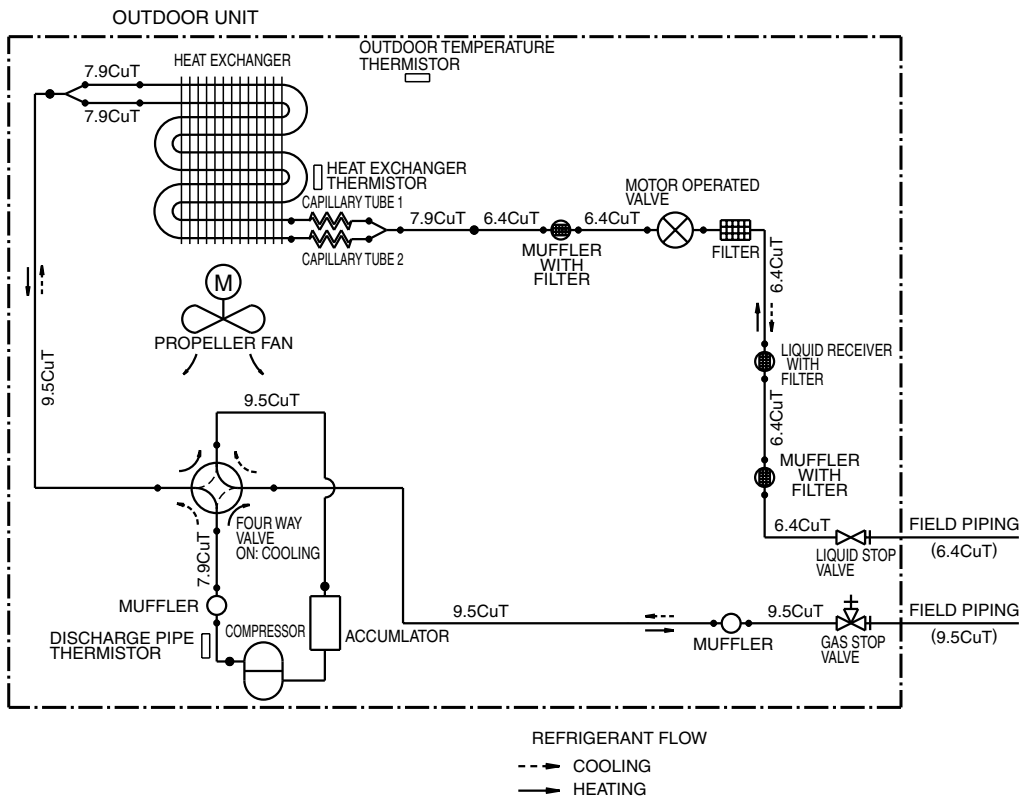 OUTDOOR UNIT
OUTDOOR TEMPERATURE
THERMISTOR
HEAT EXCHANGER
7.9CuT
7.9CuT
HEAT EXCHANGER
THERMISTOR
CAPILLARY TUBE 1
CAPILLARY TUBE 2
7.9CuT
6.4CuT
6.4CuT
MUFFLER
WITH
FILTER
MOTOR OPERATED
VALVE
FILTER
6.4CuT
LIQUID RECEIVER
WITH
FILTER
6.4CuT
MUFFLER
WITH
FILTER
6.4CuT
LIQUID STOP
VALVE
FIELD PIPING
(6.4CuT)
M
PROPELLER FAN
9.5CuT
9.5CuT
FOUR WAY
VALVE
ON: COOLING
7.9CuT
MUFFLER
DISCHARGE PIPE
THERMISTOR
COMPRESSOR
ACCUMLATOR
9.5CuT
MUFFLER
9.5CuT
GAS STOP
VALVE
FIELD PIPING
(9.5CuT)
REFRIGERANT FLOW
COOLING
HEATING